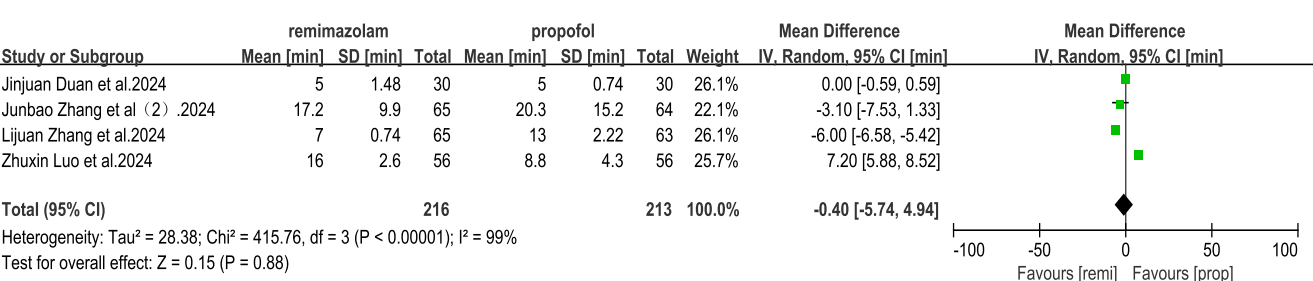 remimazolam propofol Mean Difference Mean Difference
Study or Subgroup Mean [min] SD [min] Total Mean [min] SD [min] Total Weight IV, Random, 95% CI [min] IV, Random, 95% CI [min]
Jinjuan Duan et al.2024 5 1.48 30 5 0.74 30 26.1% 0.00 [-0.59, 0.59]
Junbao Zhang et al（2）.2024 17.2 9.9 65 20.3 15.2 64 22.1% -3.10 [-7.53, 1.33]
Lijuan Zhang et al.2024 7 0.74 65 13 2.22 63 26.1% -6.00 [-6.58, -5.42]
Zhuxin Luo et al.2024 16 2.6 56 8.8 4.3 56 25.7% 7.20 [5.88, 8.52]
Total (95% CI) 216 213 100.0% -0.40 [-5.74, 4.94]
Heterogeneity: Tau² = 28.38; Chi² = 415.76, df = 3 (P < 0.00001); I² = 99%
Test for overall effect: Z = 0.15 (P = 0.88)
-100 -50 0 50 100
Favours [remi] Favours [prop]